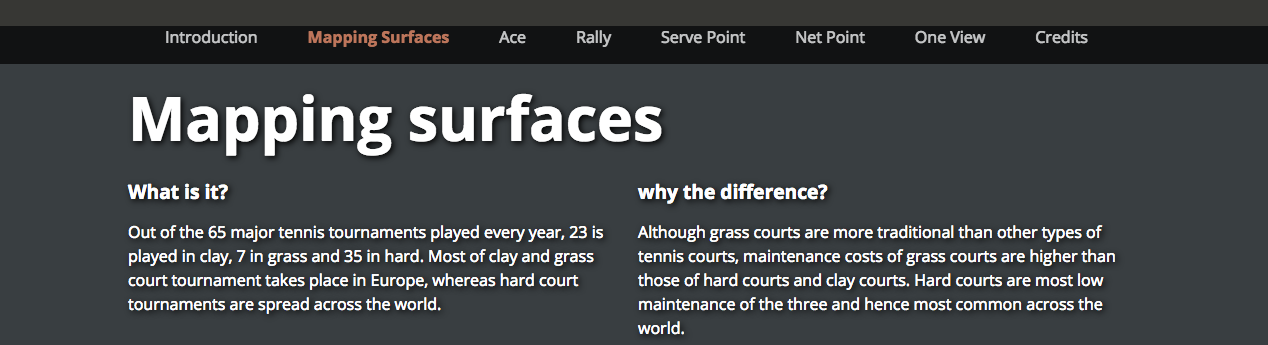 Introduction Mapping Surfaces Ace Rally Serve Point Net Point One View Credits
Mapping surfaces
What is it?
Out of the 65 major tennis tournaments played every year, 23 is
played in clay, 7 in grass and 35 in hard. Most of clay and grass
court tournament takes place in Europe, whereas hard court
tournaments are spread across the world.
why the difference?
Although grass courts are more traditional than other types of
tennis courts, maintenance costs of grass courts are higher than
those of hard courts and clay courts. Hard courts are most low
maintenance of the three and hence most common across the
world.